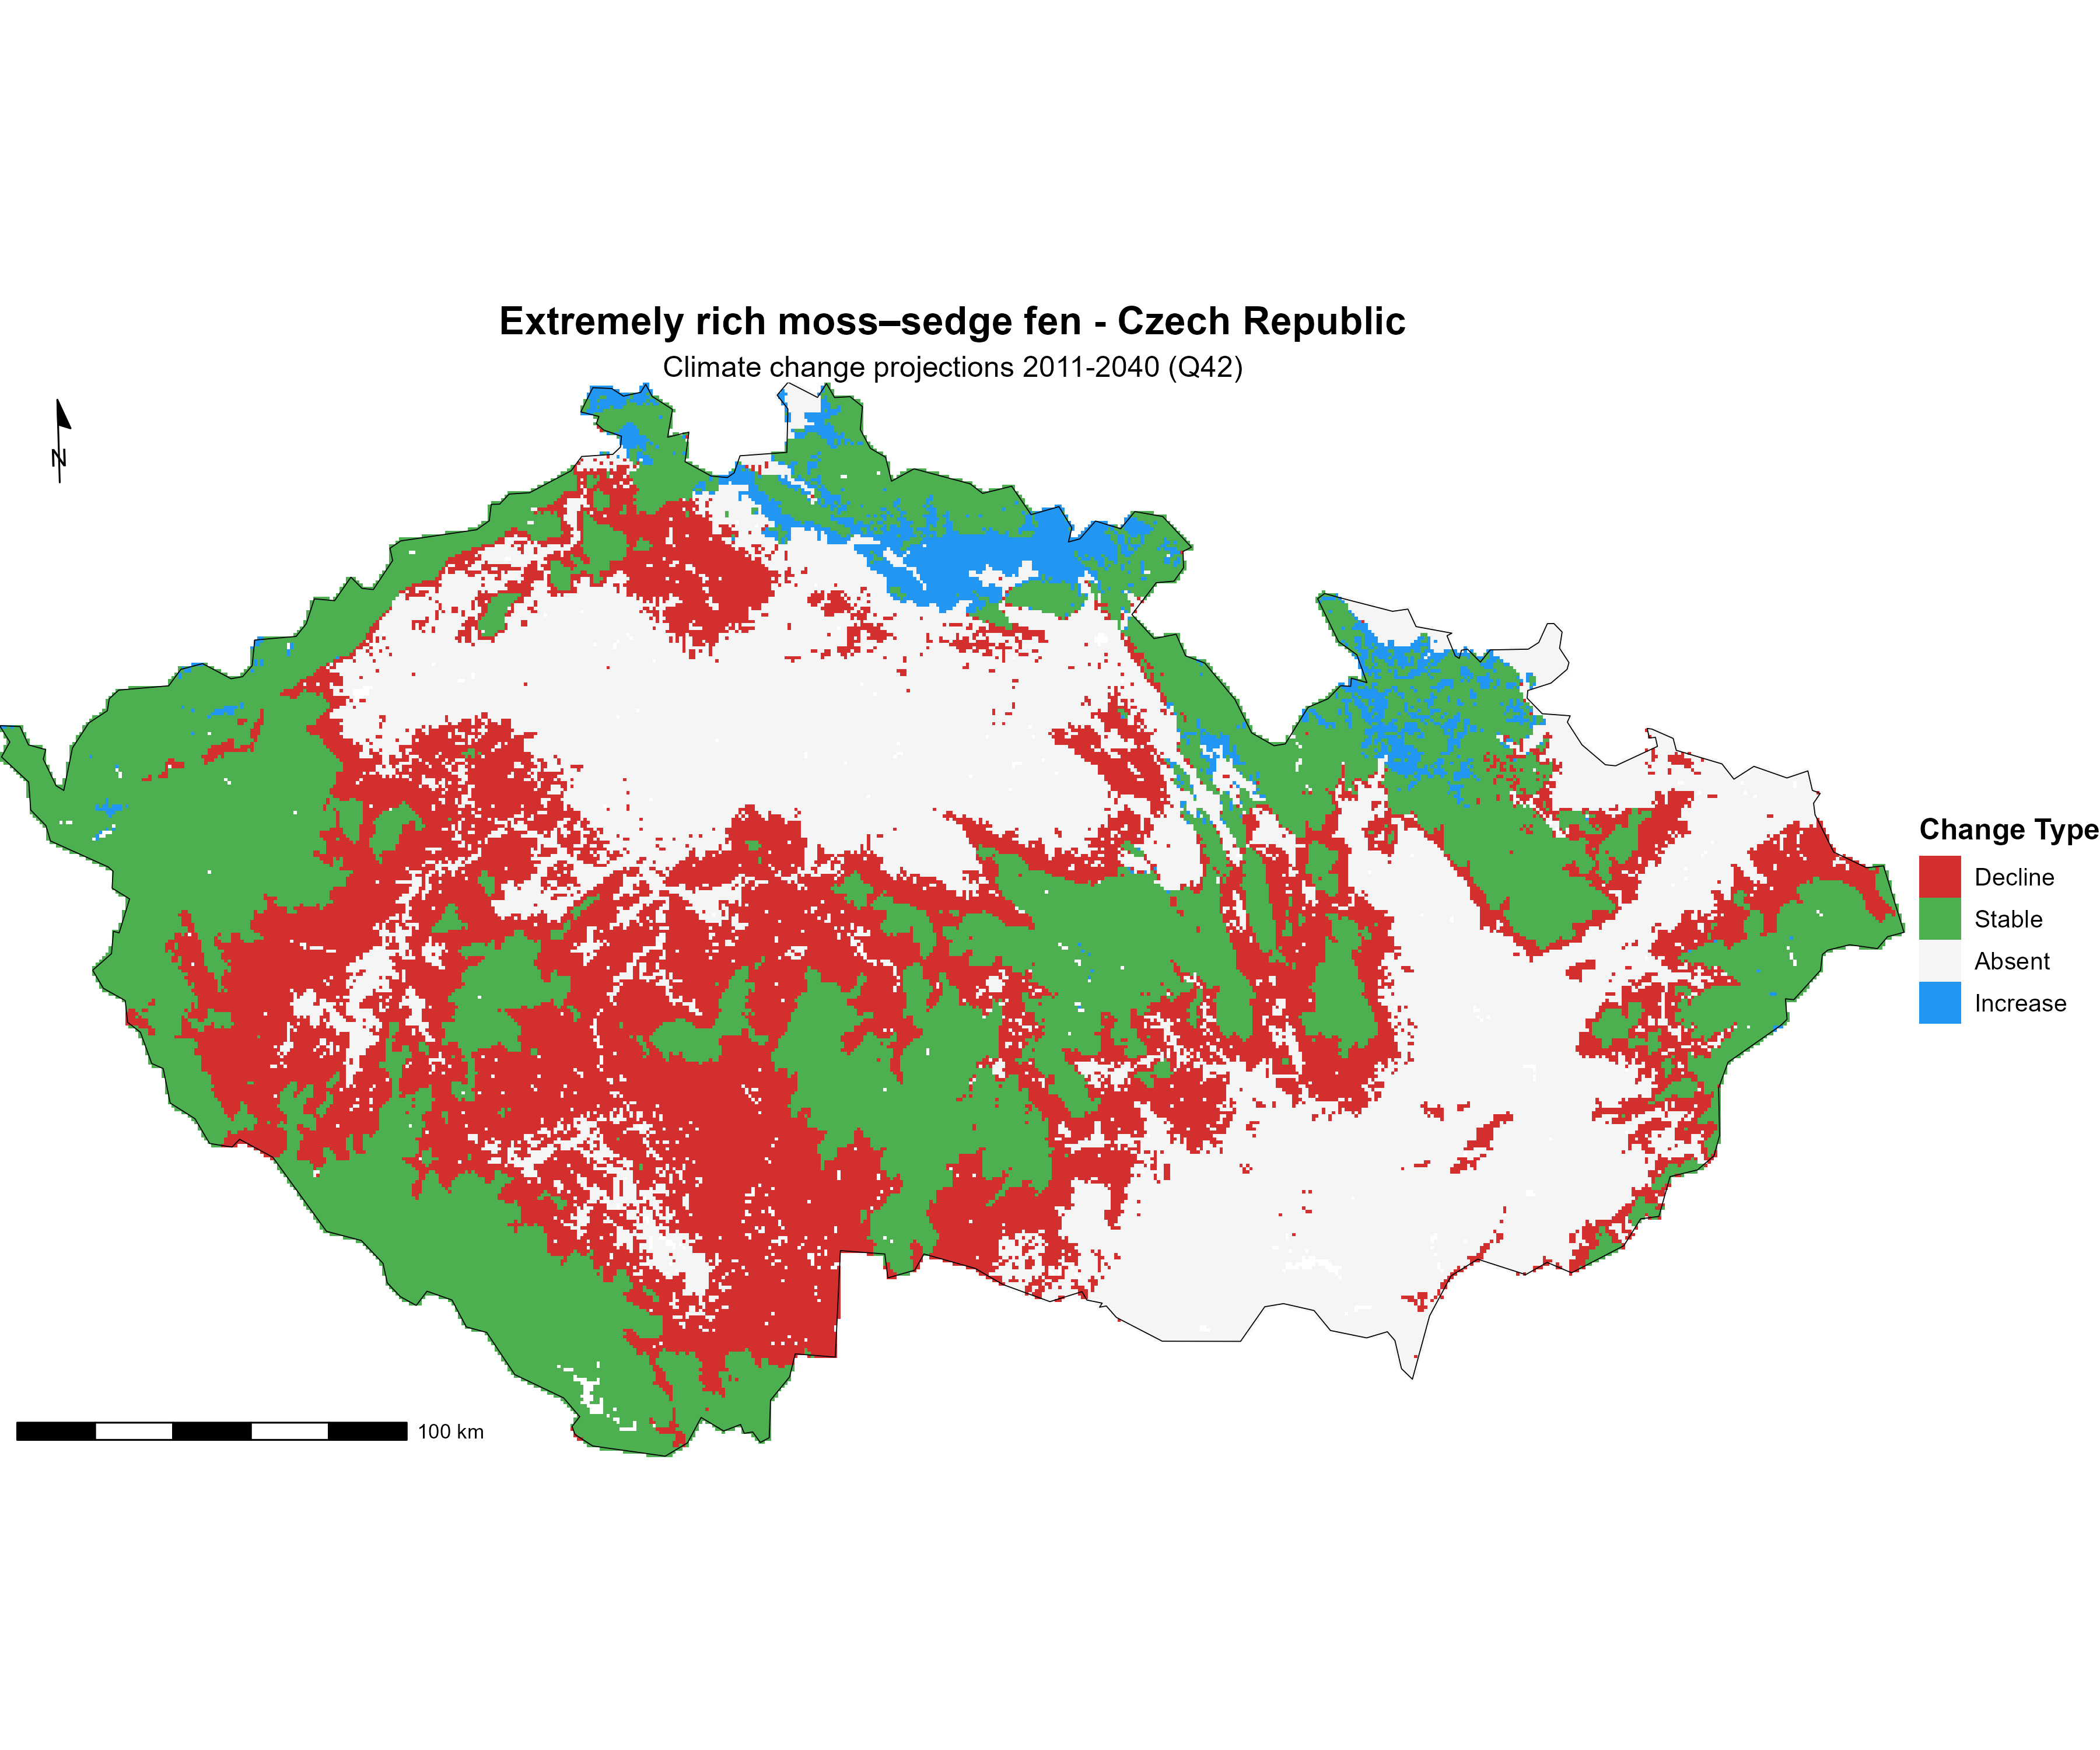 Extremely rich moss–sedge fen - Czech Republic
Climate change projections 2011-2040 (Q42)
N
Change Type
Decline
Stable
Absent
Increase
100 km